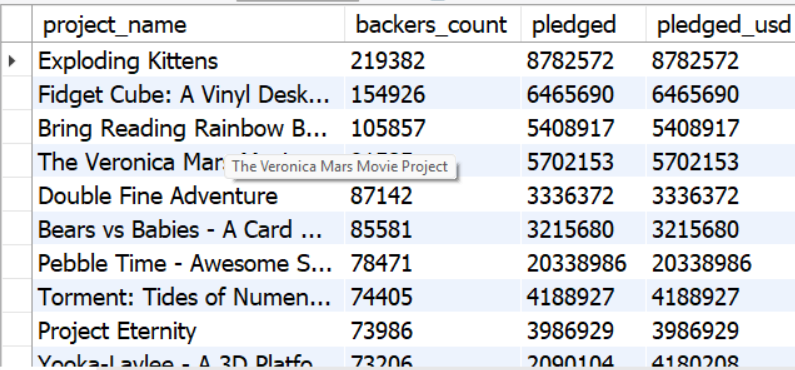 project_name backers_count pledged pledged_usd
Exploding Kittens 219382 8782572 8782572
Fidget Cube: A Vinyl Desk... 154926 6465690 6465690
Bring Reading Rainbow B... 105857 5408917 5408917
The Veronica Mar 5702153 5702153
The Veronica Mars Movie Project
Double Fine Adventure 87142 3336372 3336372
Bears vs Babies - A Card ... 85581 3215680 3215680
Pebble Time - Awesome S... 78471 20338986 20338986
Torment: Tides of Numen... 74405 4188927 4188927
Project Eternity 73986 3986929 3986929
Yooka-Laylee - A 3D Platfo 73206 2090104 4180208